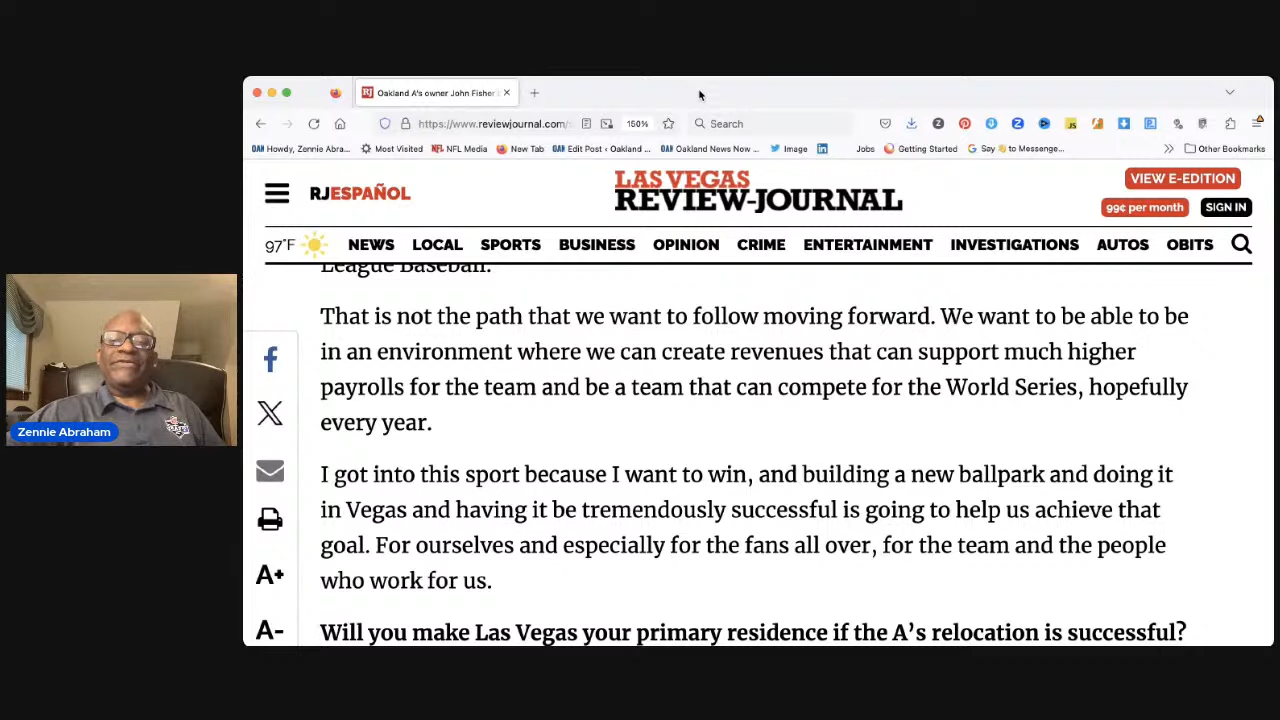 Oakland A's owner John Fisher
https://www.reviewjournal.com/
150%
Search
Howdy, Zennie Abra...
Most Visited
NFL Media
New Tab
Edit Post ‹ Oakland ...
Oakland News Now ...
Image
Jobs
Getting Started
Say 👋 to Messenge...
Other Bookmarks
RJESPAÑOL
LAS VEGAS
REVIEW-JOURNAL
VIEW E-EDITION
99¢ per month
SIGN IN
97°F
NEWS LOCAL SPORTS BUSINESS OPINION CRIME ENTERTAINMENT INVESTIGATIONS AUTOS OBITS
League Baseball.
That is not the path that we want to follow moving forward. We want to be able to be
in an environment where we can create revenues that can support much higher
payrolls for the team and be a team that can compete for the World Series, hopefully
every year.
I got into this sport because I want to win, and building a new ballpark and doing it
in Vegas and having it be tremendously successful is going to help us achieve that
goal. For ourselves and especially for the fans all over, for the team and the people
who work for us.
Will you make Las Vegas your primary residence if the A's relocation is successful?
A+
A-
Zennie Abraham